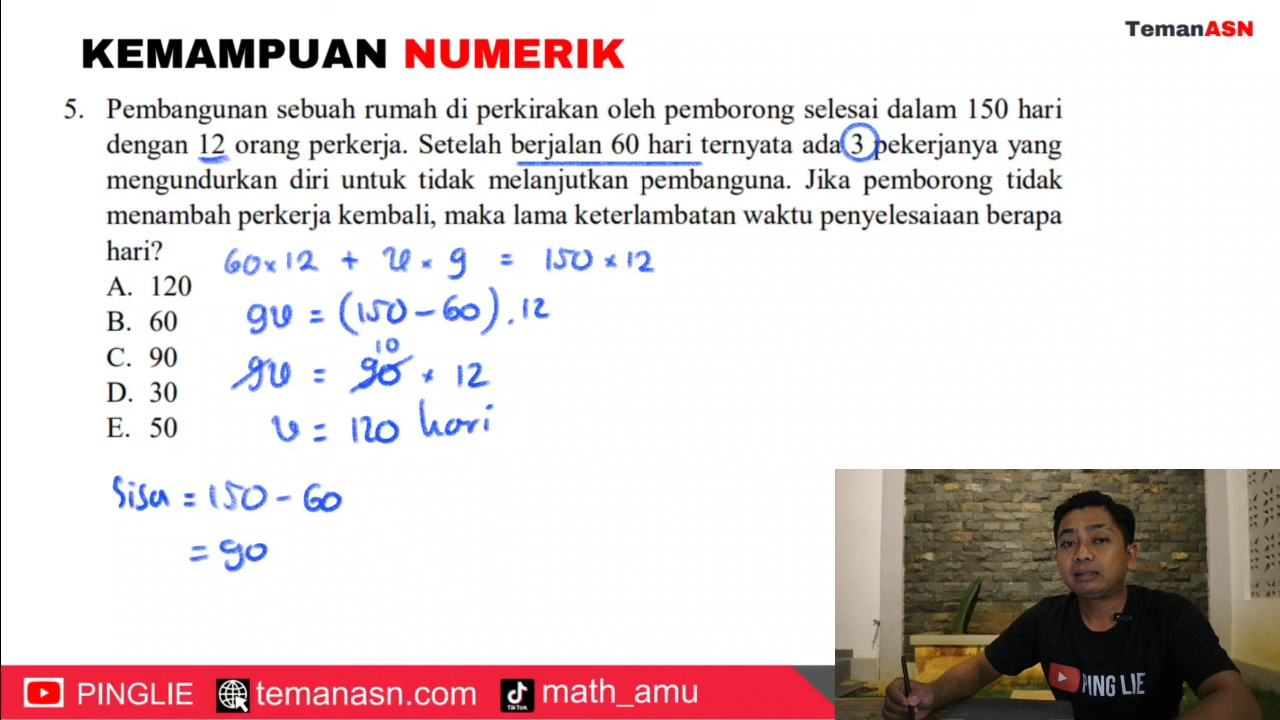 TemanASN
KEMAMPUAN NUMERIK
5. Pembangunan sebuah rumah di perkirakan oleh pemborong selesai dalam 150 hari
dengan 12 orang perkerja. Setelah berjalan 60 hari ternyata ada 3 pekerjanya yang
mengundurkan diri untuk tidak melanjutkan pembanguna. Jika pemborong tidak
menambah perkerja kembali, maka lama keterlambatan waktu penyelesaiaan berapa
hari?
60 × 12 + v × 9 = 150 × 12
A. 120
9v = (150 - 60) . 12
B. 60
10
C. 90
9v = 90 × 12
D. 30
E. 50
v = 120 hari
Sisa = 150 - 60
= 90
PING LIE
PINGLIE temanasn.com TikTok math_amu